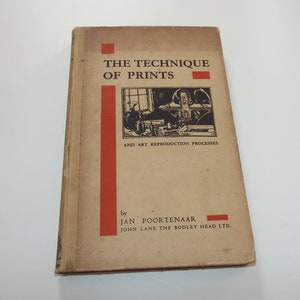 THE TECHNIQUE
OF PRINTS
AND ART REPRODUCTION PROCESSES
by
JAN POORTENAAR
JOHN LANE THE BODLEY HEAD LTD.